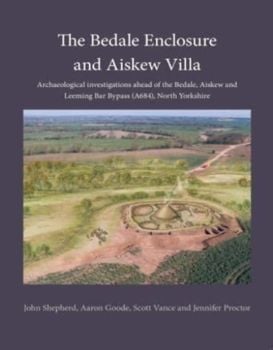 The Bedale Enclosure
and Aiskew Villa
Archaeological investigations ahead of the Bedale, Aiskew and
Leeming Bar Bypass (A684), North Yorkshire
John Shepherd, Aaron Goode, Scott Vance and Jennifer Proctor